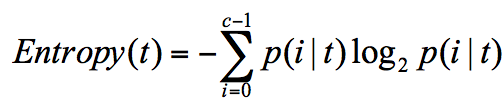 Entropy(t) = −∑_{i=0}^{c−1} p(i | t) log₂ p(i | t)